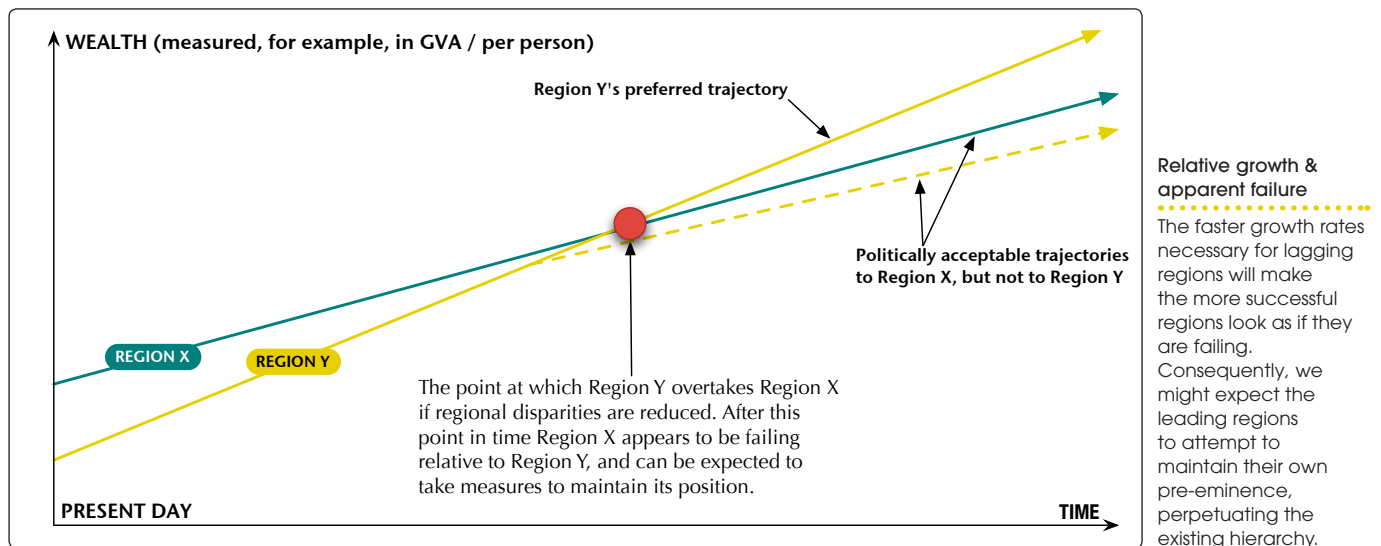 WEALTH (measured, for example, in GVA / per person)
Region Y's preferred trajectory
Politically acceptable trajectories
to Region X, but not to Region Y
REGION X
REGION Y
The point at which Region Y overtakes Region X
if regional disparities are reduced. After this
point in time Region X appears to be failing
relative to Region Y, and can be expected to
take measures to maintain its position.
PRESENT DAY
TIME
Relative growth &
apparent failure
The faster growth rates
necessary for lagging
regions will make
the more successful
regions look as if they
are failing.
Consequently, we
might expect the
leading regions
to attempt to
maintain their own
pre-eminence,
perpetuating the
existing hierarchy.